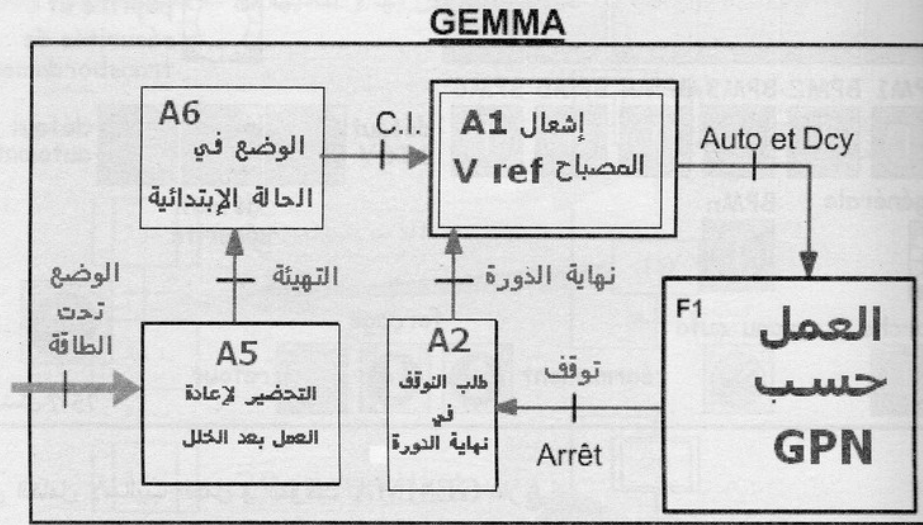 GEMMA
A6
الوضع في
الحالة الإبتدائية
C.I.
A1 إشعال
المصباح V ref
Auto et Dcy
الوضع
تحت
الطاقة
التهيئة
نهاية الذورة
A5
التحضير لإعادة
العمل بعد الخلل
A2
طلب التوقف
في
نهاية الدورة
توقف
Arrêt
F1
العمل
حسب
GPN